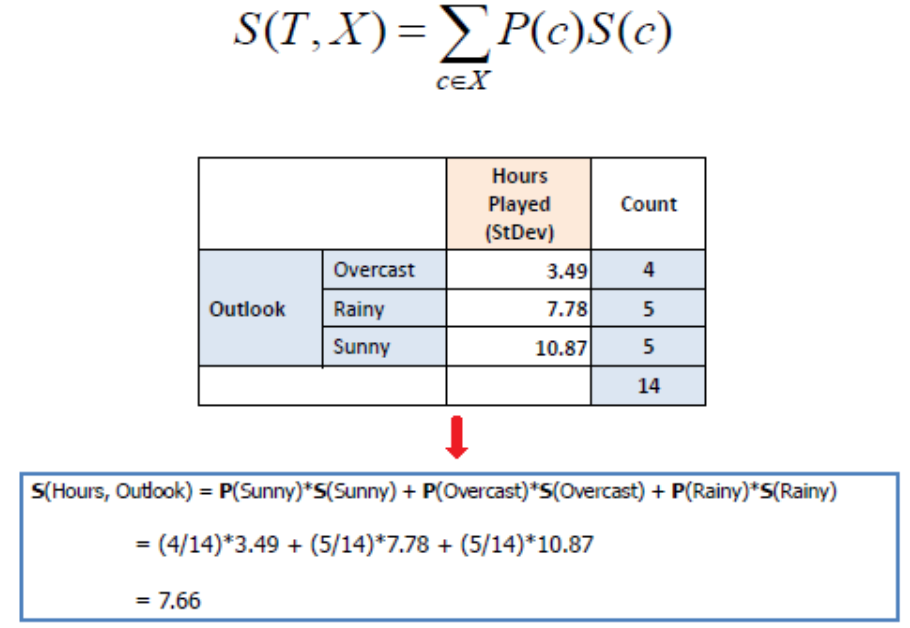 S(T, X) = ∑ P(c)S(c)
c∈X
Hours
Played
(StDev)
Count
Outlook
Overcast 3.49 4
Rainy 7.78 5
Sunny 10.87 5
14
S(Hours, Outlook) = P(Sunny)*S(Sunny) + P(Overcast)*S(Overcast) + P(Rainy)*S(Rainy)
= (4/14)*3.49 + (5/14)*7.78 + (5/14)*10.87
= 7.66